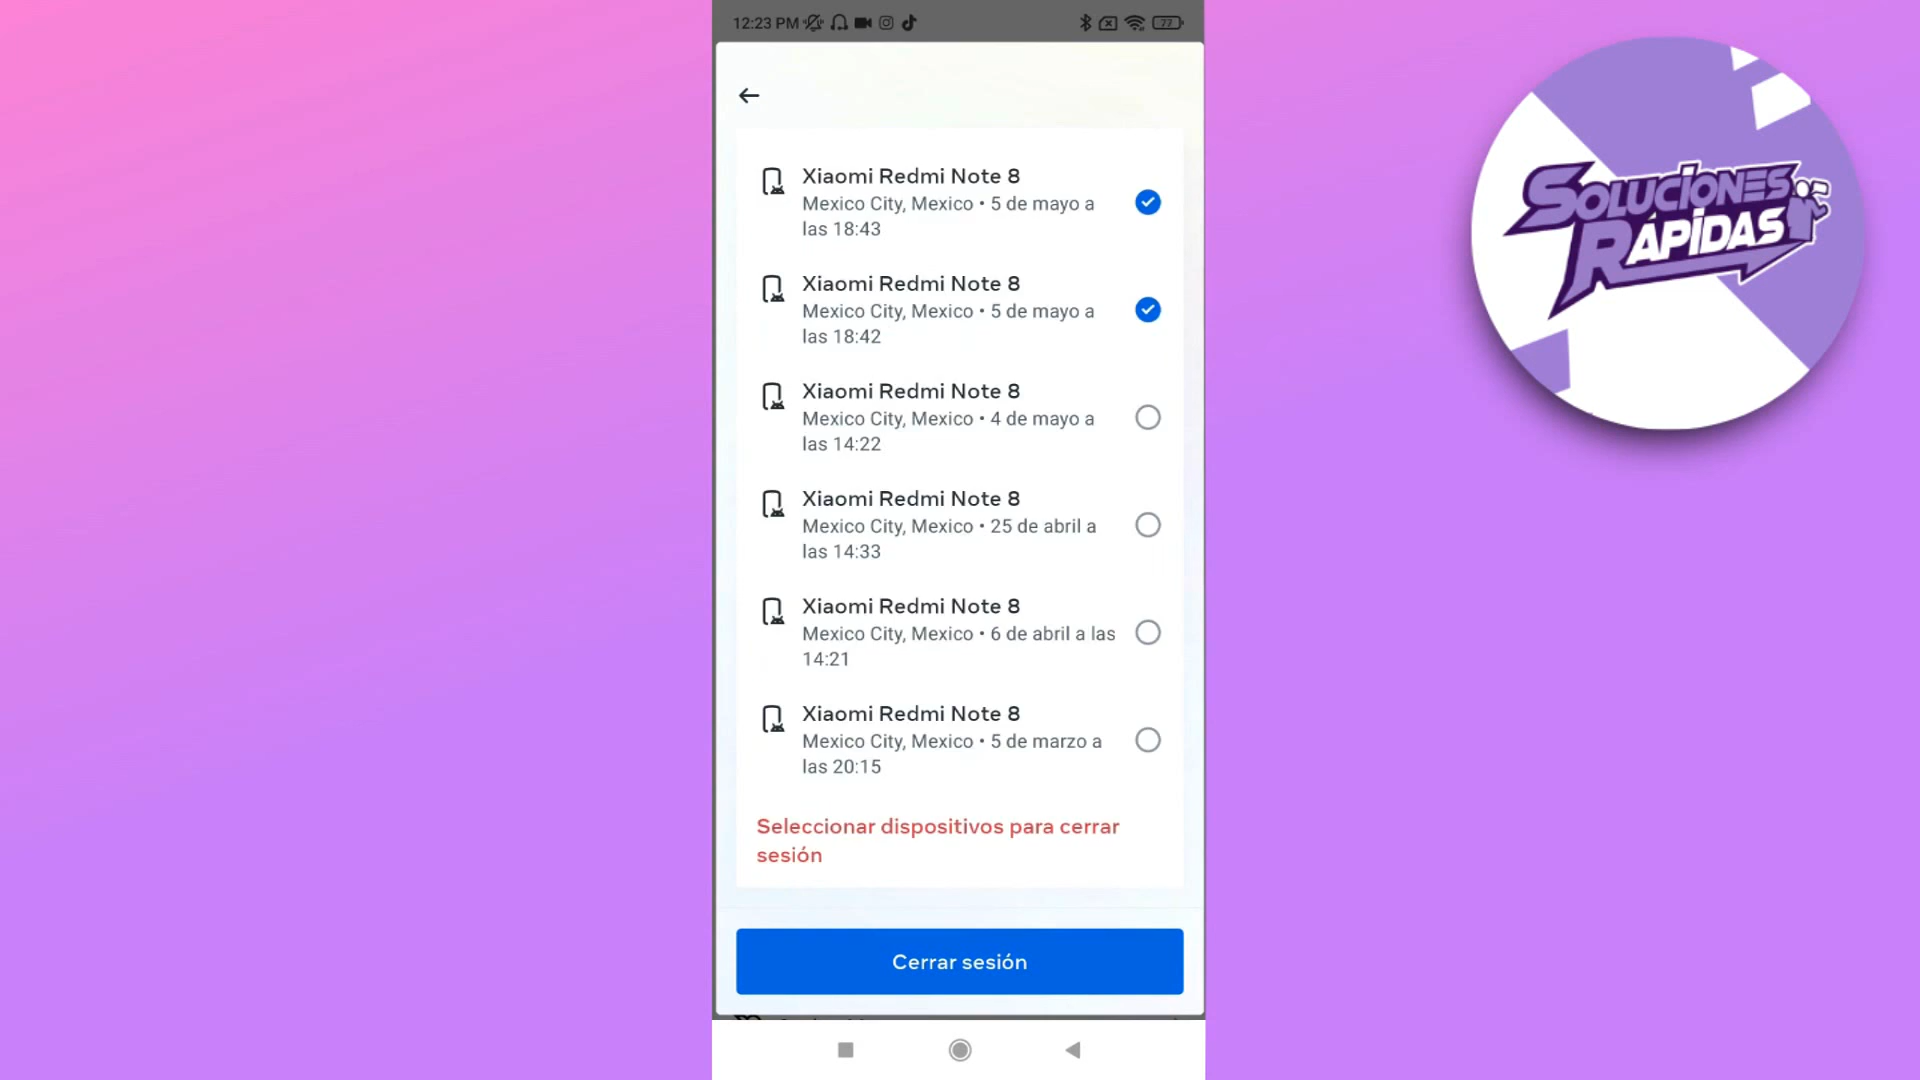 12:23 PM
77
Xiaomi Redmi Note 8
Mexico City, Mexico • 5 de mayo a
las 18:43
Xiaomi Redmi Note 8
Mexico City, Mexico • 5 de mayo a
las 18:42
Xiaomi Redmi Note 8
Mexico City, Mexico • 4 de mayo a
las 14:22
Xiaomi Redmi Note 8
Mexico City, Mexico • 25 de abril a
las 14:33
Xiaomi Redmi Note 8
Mexico City, Mexico • 6 de abril a las
14:21
Xiaomi Redmi Note 8
Mexico City, Mexico • 5 de marzo a
las 20:15
Seleccionar dispositivos para cerrar
sesión
Cerrar sesión
SOLUCIONES
RÁPIDAS